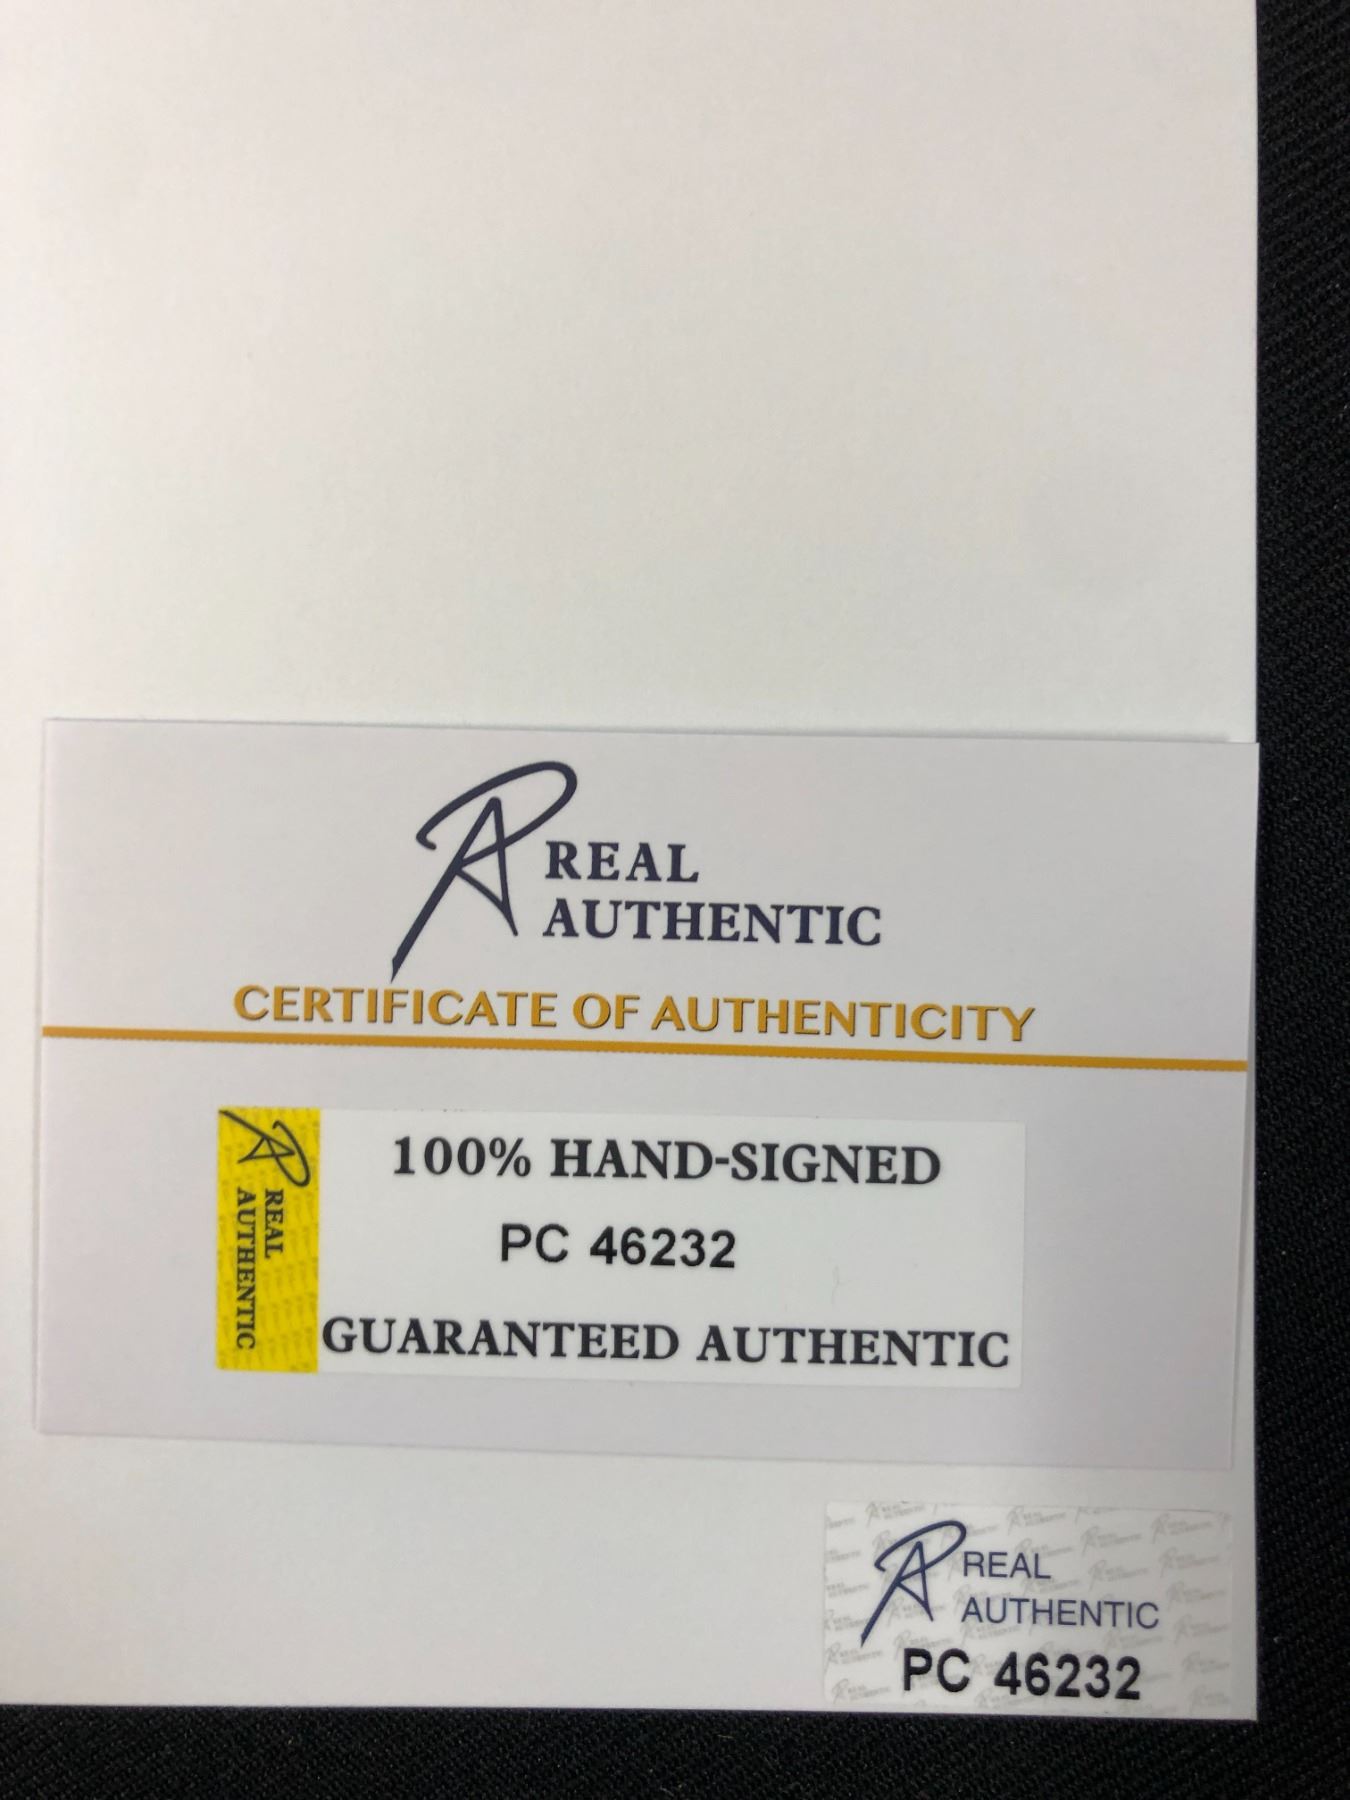 REAL
AUTHENTIC
CERTIFICATE OF AUTHENTICITY
REAL
AUTHENTIC
100% HAND-SIGNED
PC 46232
GUARANTEED AUTHENTIC
REAL
AUTHENTIC
PC 46232